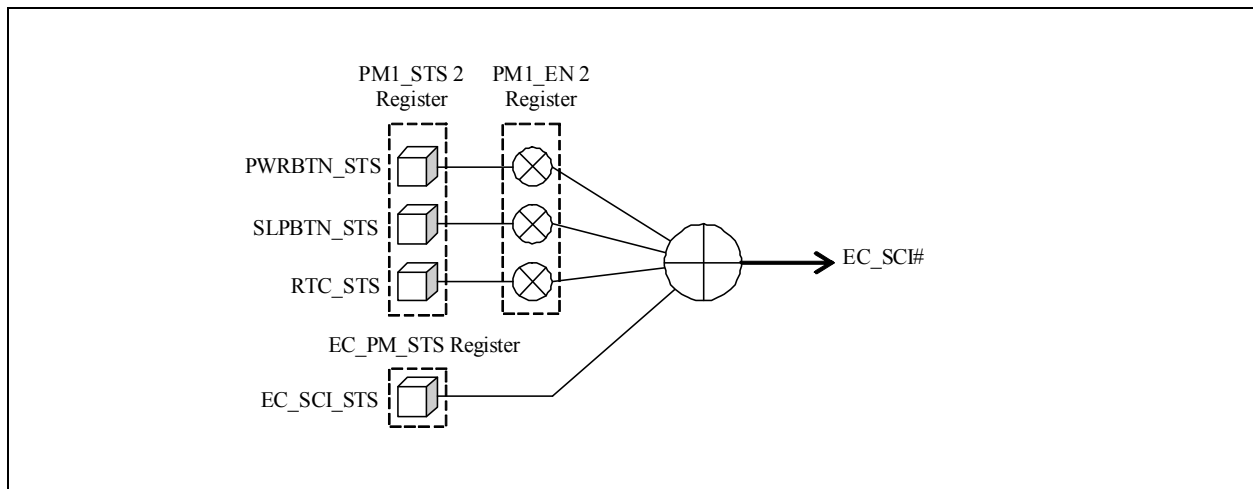 PM1_STS 2
Register
PM1_EN 2
Register
PWRBTN_STS
SLPBTN_STS
RTC_STS
EC_SCI#
EC_PM_STS Register
EC_SCI_STS